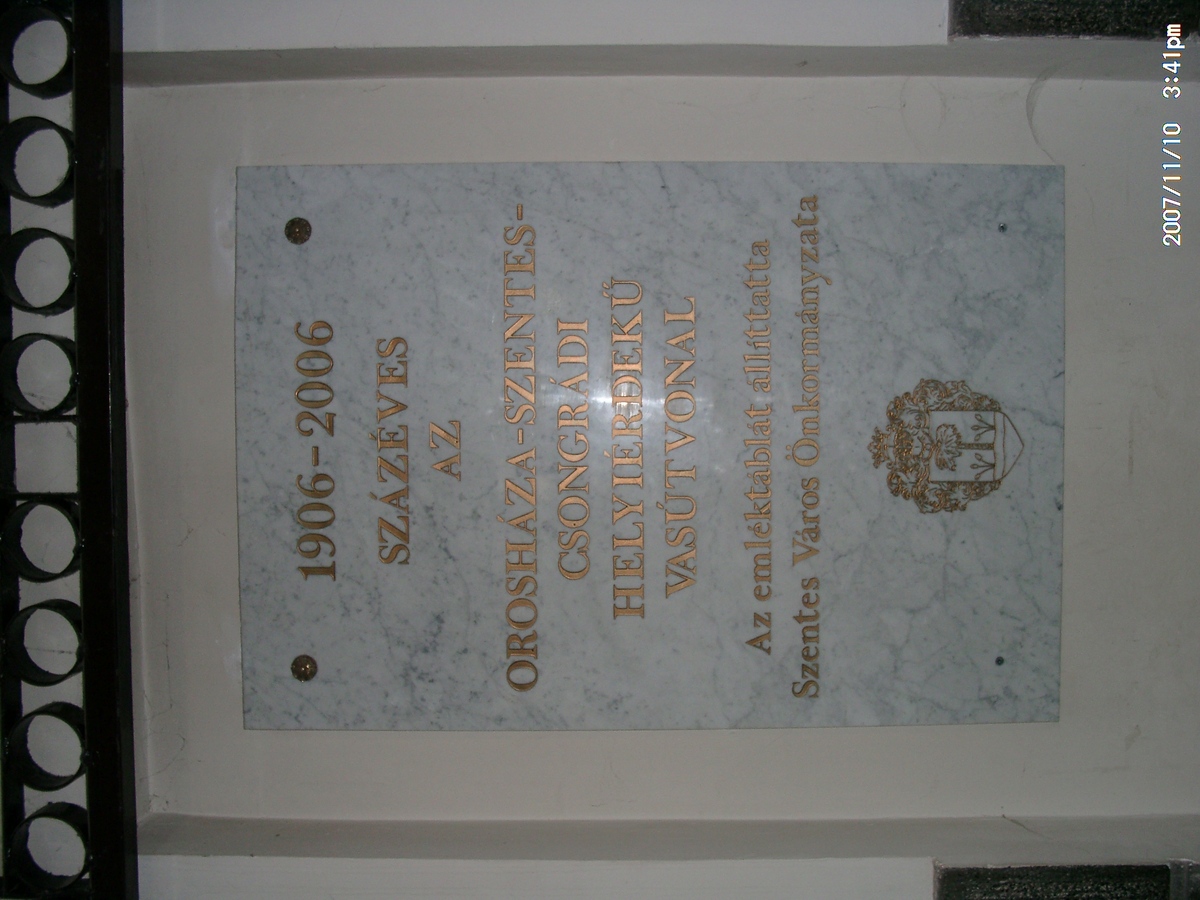 1906-2006
SZÁZÉVES
AZ
OROSHÁZA-SZENTES-
CSONGRÁDI
HELYIÉRDEKŰ
VASÚTVONAL
Az emléktáblát állíttatta
Szentes Város Önkormányzata
2007/11/10 3:41pm